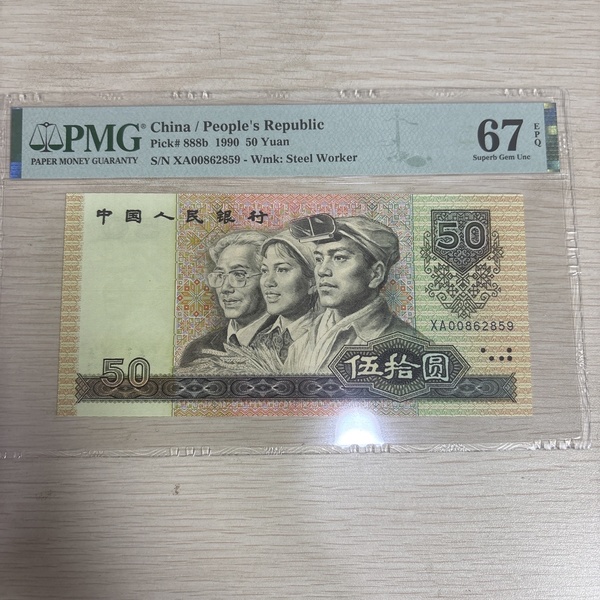 PMG®
PAPER MONEY GUARANTY
China / People's Republic
Pick# 888b 1990 50 Yuan
S/N XA00862859 - Wmk: Steel Worker
67
EPQ
Superb Gem Unc
中国人民银行
50
XA00862859
50
伍拾圆